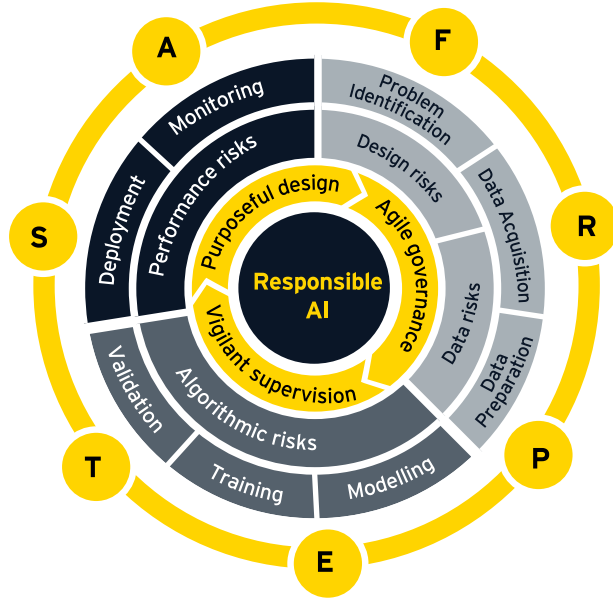 A
F
R
P
E
T
S
Monitoring
Problem
Identification
Data Acquisition
Data
Preparation
Modelling
Training
Validation
Deployment
Performance risks
Design risks
Data risks
Algorithmic risks
Purposeful design
Agile governance
Vigilant supervision
Responsible
AI